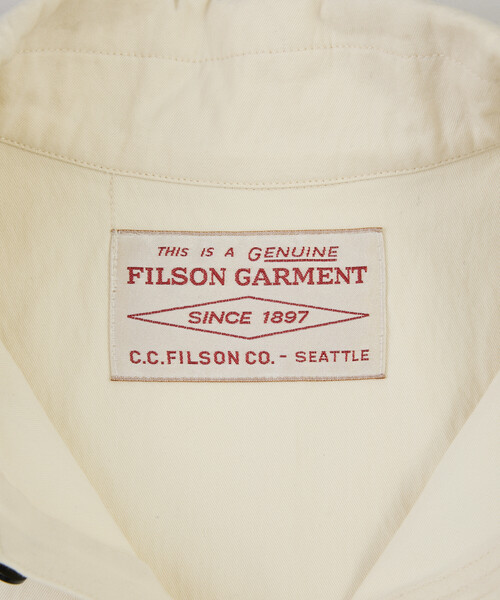 THIS IS A GENUINE
FILSON GARMENT
SINCE 1897
C.C.FILSON CO. - SEATTLE